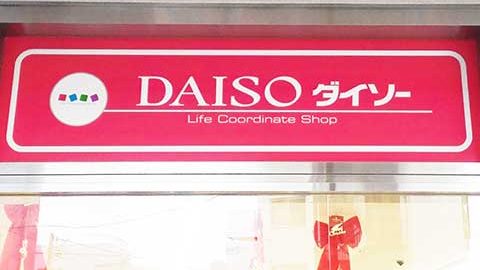 DAISO ダイソー
Life Coordinate Shop